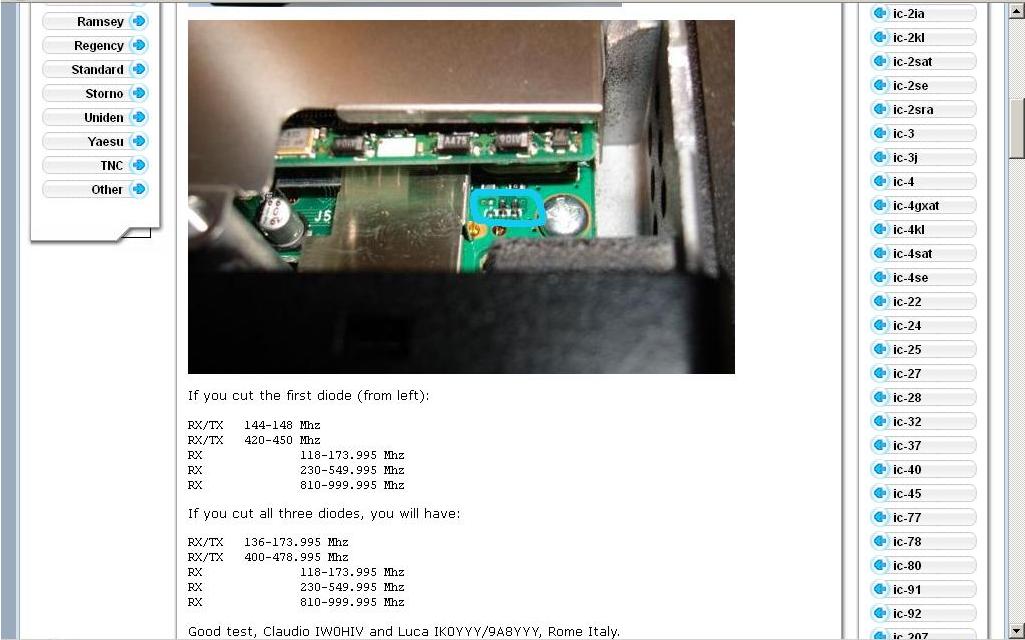 Ramsey
Regency
Standard
Storno
Uniden
Yaesu
TNC
Other
J5
If you cut the first diode (from left):
RX/TX 144-148 Mhz
RX/TX 420-450 Mhz
RX 118-173.995 Mhz
RX 230-549.995 Mhz
RX 810-999.995 Mhz
If you cut all three diodes, you will have:
RX/TX 136-173.995 Mhz
RX/TX 400-478.995 Mhz
RX 118-173.995 Mhz
RX 230-549.995 Mhz
RX 810-999.995 Mhz
Good test, Claudio IW0HIV and Luca IK0YYY/9A8YYY, Rome Italy.
ic-2ia
ic-2kl
ic-2sat
ic-2se
ic-2sra
ic-3
ic-3j
ic-4
ic-4gxat
ic-4kl
ic-4sat
ic-4se
ic-22
ic-24
ic-25
ic-27
ic-28
ic-32
ic-37
ic-40
ic-45
ic-77
ic-78
ic-80
ic-91
ic-92
ic-207